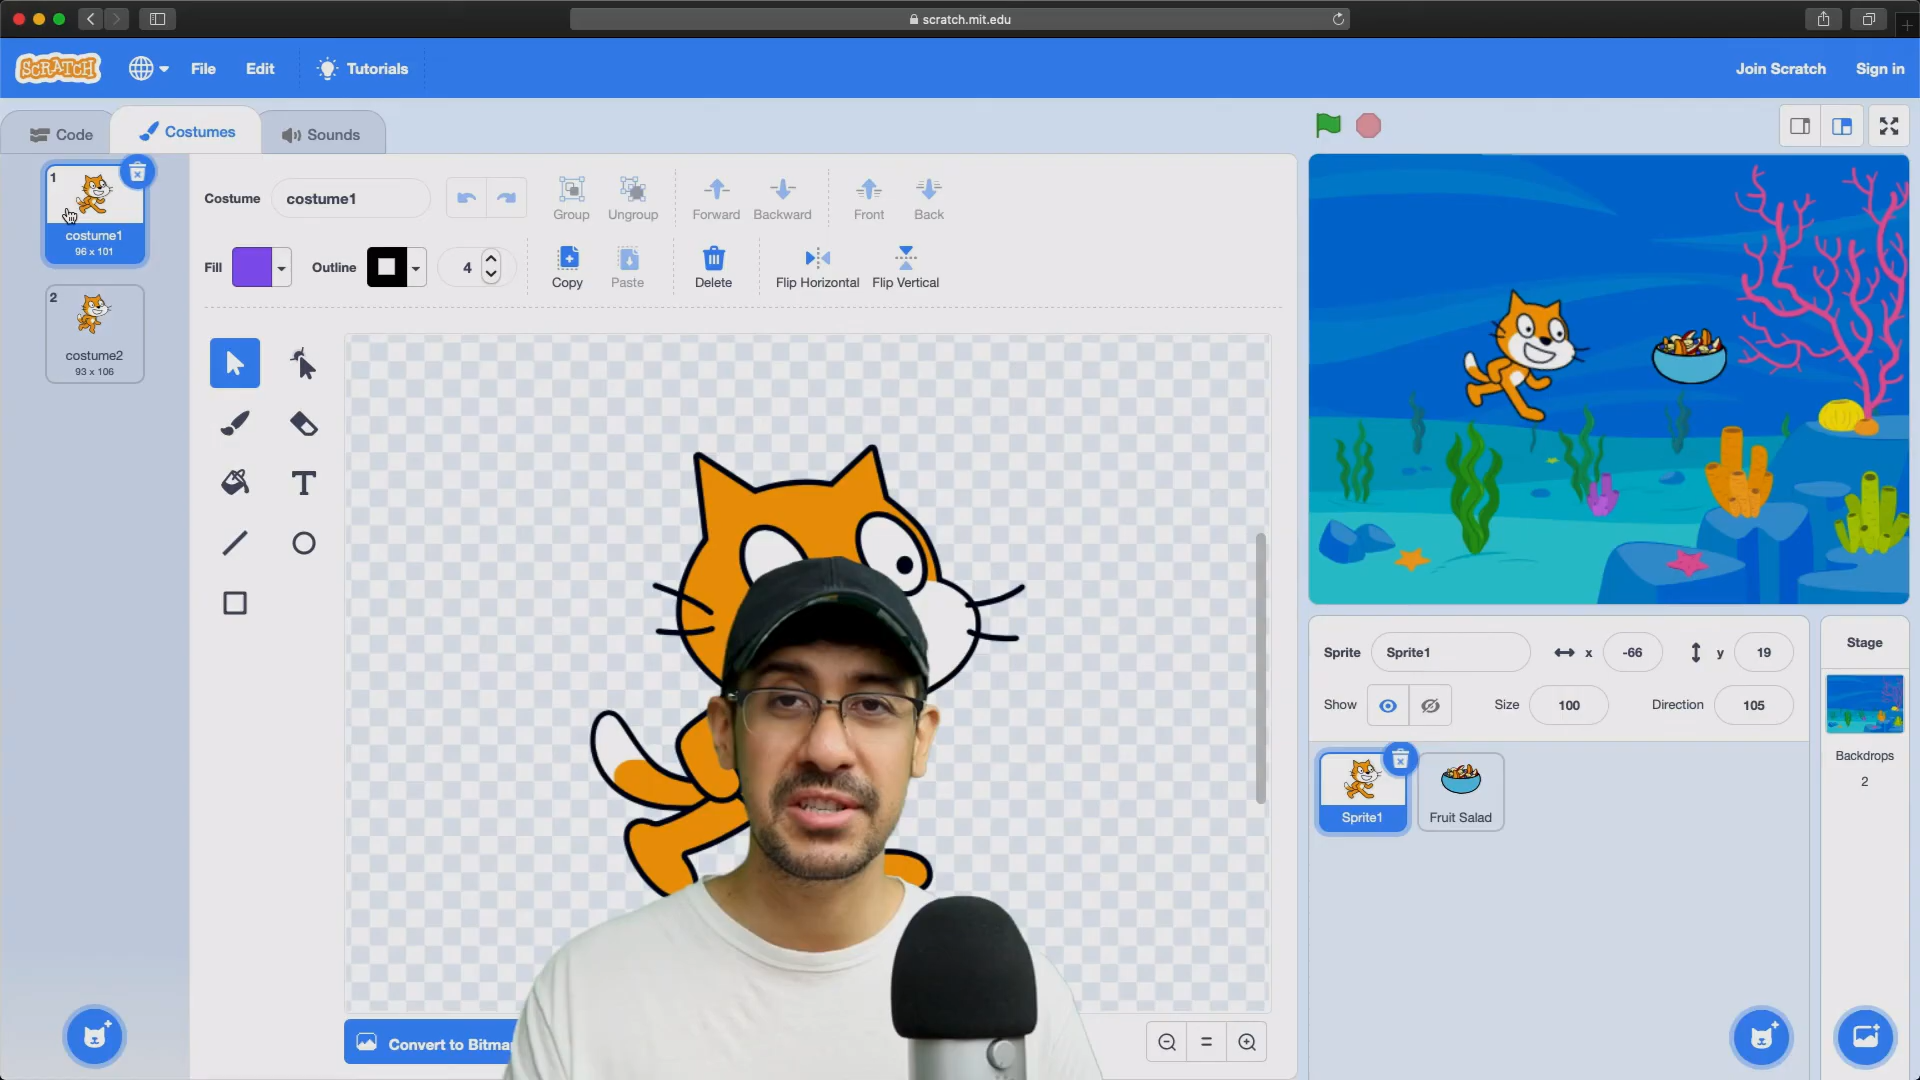 scratch.mit.edu
SCRATCH
File
Edit
Tutorials
Join Scratch
Sign in
Code
Costumes
Sounds
1
costume1
96 x 101
2
costume2
93 x 106
Costume
costume1
Group
Ungroup
Forward
Backward
Front
Back
Fill
Outline
4
Copy
Paste
Delete
Flip Horizontal
Flip Vertical
T
Convert to Bitma
Sprite
Sprite1
x
-66
y
19
Show
Size
100
Direction
105
Sprite1
Fruit Salad
Stage
Backdrops
2